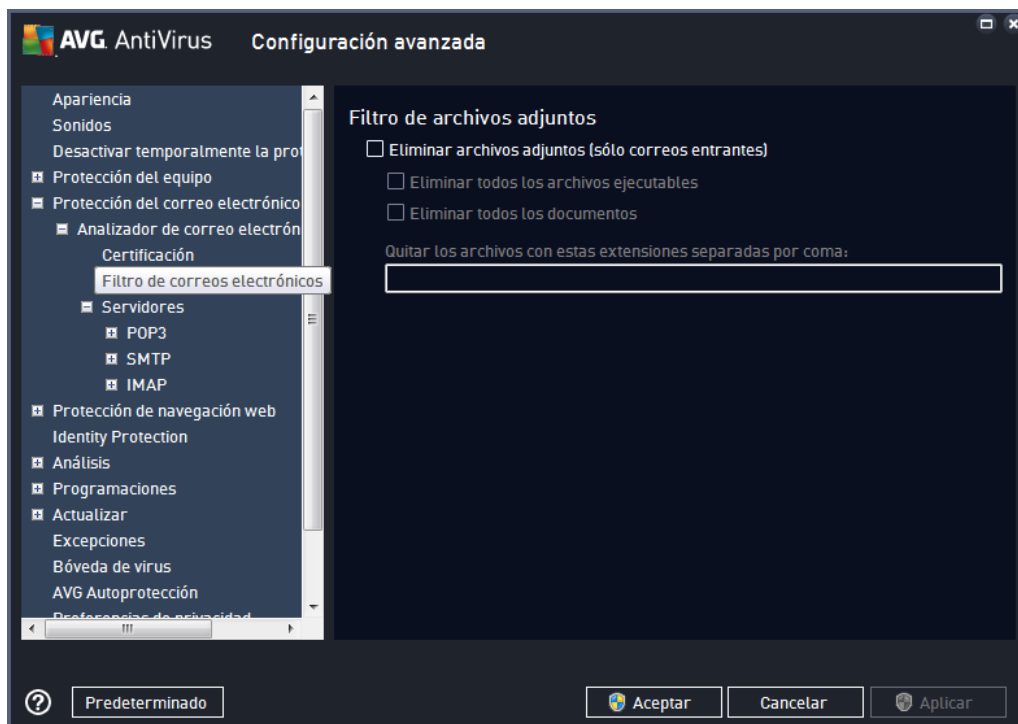 AVG. AntiVirus Configuración avanzada
Apariencia
Sonidos
Desactivar temporalmente la prot
Protección del equipo
Protección del correo electrónico
Analizador de correo electrón
Certificación
Filtro de correos electrónicos
Servidores
POP3
SMTP
IMAP
Protección de navegación web
Identity Protection
Análisis
Programaciones
Actualizar
Excepciones
Bóveda de virus
AVG Autoprotección
Preferencias de privacidad
Filtro de archivos adjuntos
Eliminar archivos adjuntos (sólo correos entrantes)
Eliminar todos los archivos ejecutables
Eliminar todos los documentos
Quitar los archivos con estas extensiones separadas por coma:
Predeterminado
Aceptar
Cancelar
Aplicar